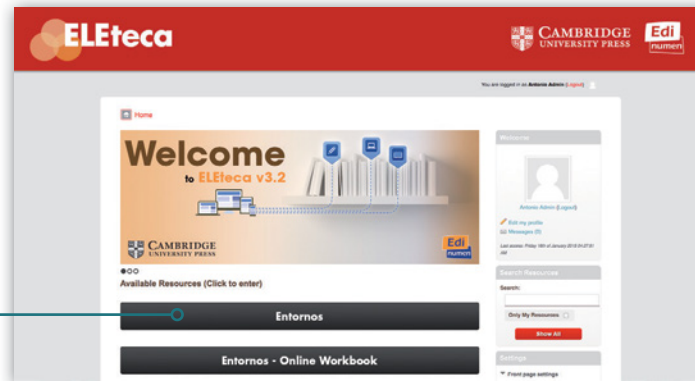 ELEteca
CAMBRIDGE
UNIVERSITY PRESS
Edi
numen
You are logged in as Antonio Admin (Logout)
Home
Welcome
to ELEteca v3.2
CAMBRIDGE
UNIVERSITY PRESS
Edi
numen
Available Resources (Click to enter)
Entornos
Entornos - Online Workbook
Welcome
Antonio Admin (Logout)
Edit my profile
Messages (0)
Search Resources
Search:
Only My Resources
Show All
Settings
Front page settings